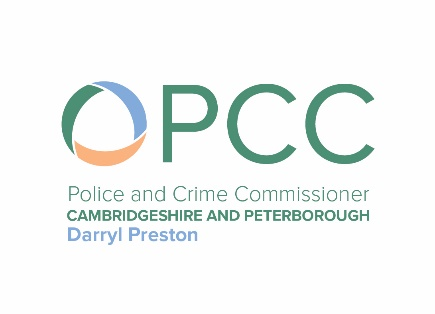 OPCC
Police and Crime Commissioner
CAMBRIDGESHIRE AND PETERBOROUGH
Darryl Preston